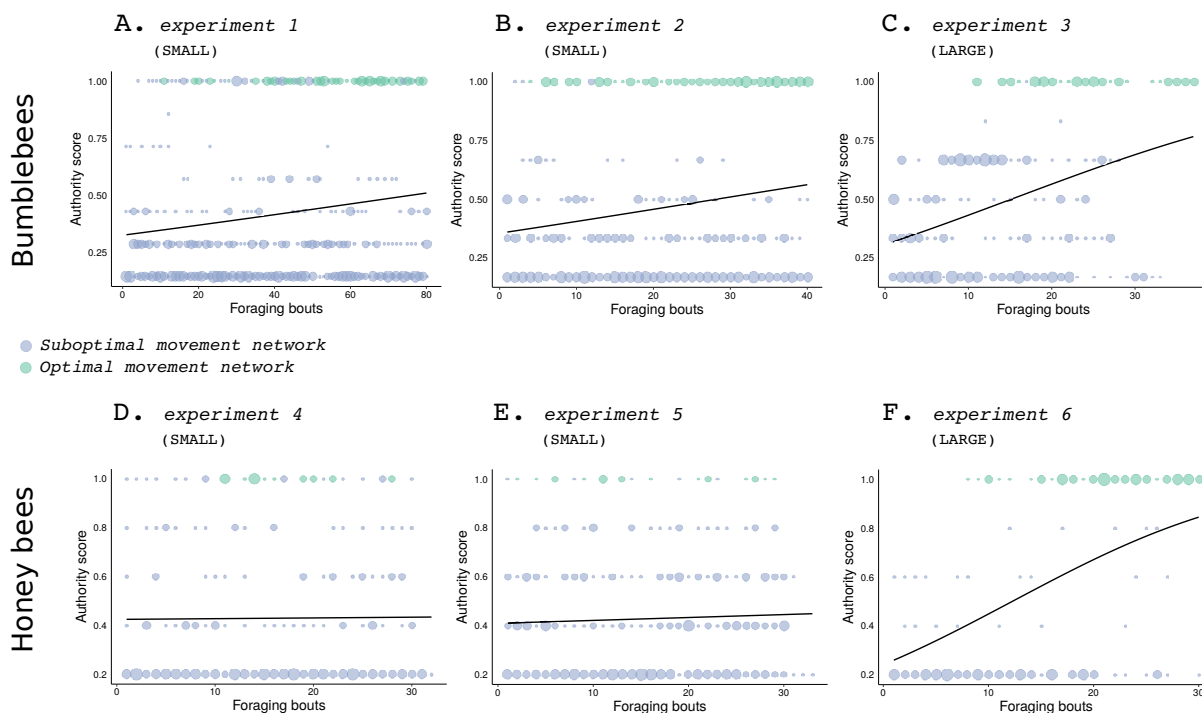 A. experiment 1
(SMALL)
B. experiment 2
(SMALL)
C. experiment 3
(LARGE)
Bumblebees
Authority score
1.00
0.75
0.50
0.25
0
20
40
60
80
Foraging bouts
Authority score
1.00
0.75
0.50
0.25
0
10
20
30
40
Foraging bouts
Authority score
1.00
0.75
0.50
0.25
0
10
20
30
Foraging bouts
Suboptimal movement network
Optimal movement network
D. experiment 4
(SMALL)
E. experiment 5
(SMALL)
F. experiment 6
(LARGE)
Honey bees
Authority score
1.0
0.8
0.6
0.4
0.2
0
10
20
30
Foraging bouts
Authority score
1.0
0.8
0.6
0.4
0.2
0
10
20
30
Foraging bouts
Authority score
1.0
0.8
0.6
0.4
0.2
0
10
20
30
Foraging bouts